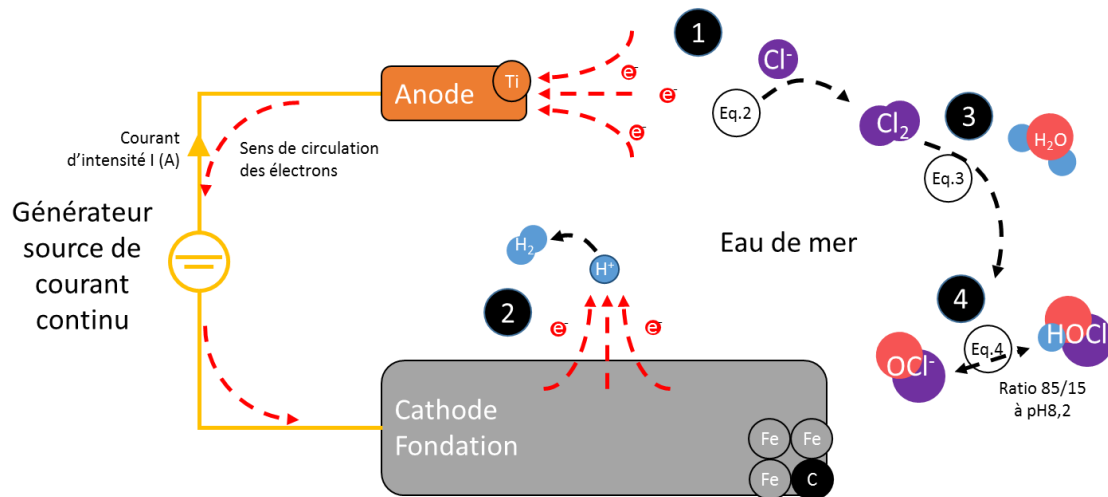 1
Cl-
Ti
Anode
e-
e-
e-
Eq.2
Cl2
3
H2O
Eq.3
Courant
d'intensité I (A)
Sens de circulation
des électrons
Générateur
source de
courant
continu
H2
H+
Eau de mer
2
e-
e-
4
Eq.4
HOCl
OCl-
Ratio 85/15
à pH8,2
Cathode
Fondation
Fe
Fe
Fe
C